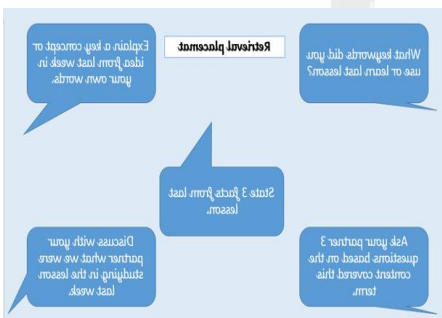 Retrieval placemat
What keywords did you
use or learn last lesson?
Explain a key concept or
idea from last week in
your own words.
State 3 facts from last
lesson.
Ask your partner 3
questions based on the
content covered this
term.
Discuss with your
partner what we were
studying in the lesson
last week.